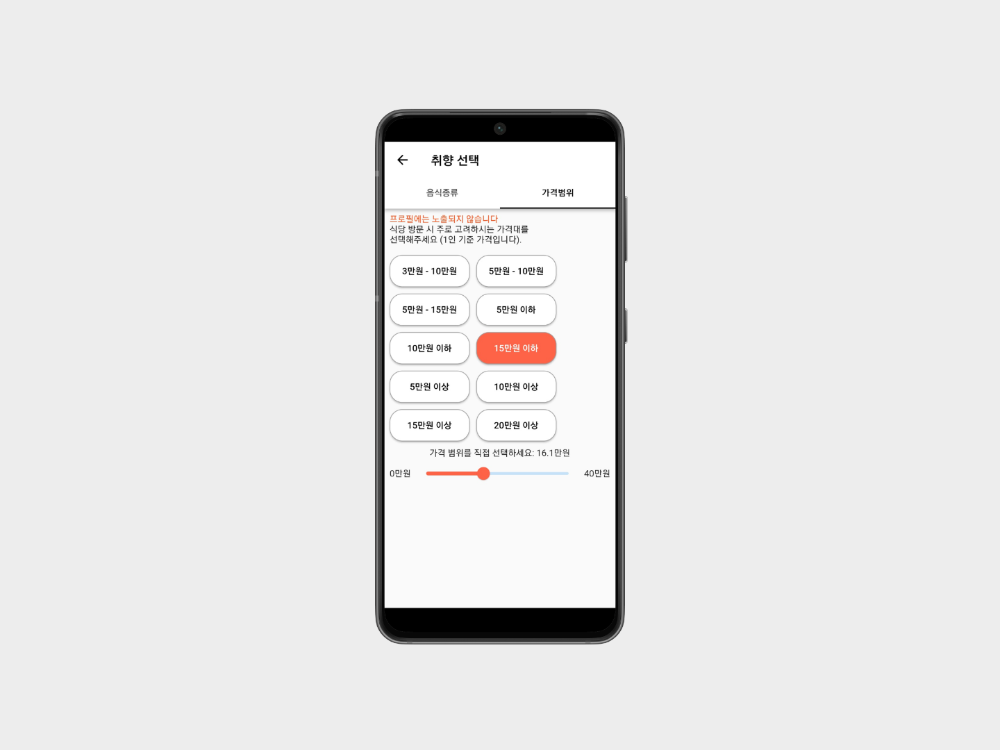 취향 선택
음식종류
가격범위
프로필에는 노출되지 않습니다
식당 방문 시 주로 고려하시는 가격대를
선택해주세요 (1인 기준 가격입니다).
3만원 - 10만원
5만원 - 10만원
5만원 - 15만원
5만원 이하
10만원 이하
15만원 이하
5만원 이상
10만원 이상
15만원 이상
20만원 이상
가격 범위를 직접 선택하세요: 16.1만원
0만원
40만원